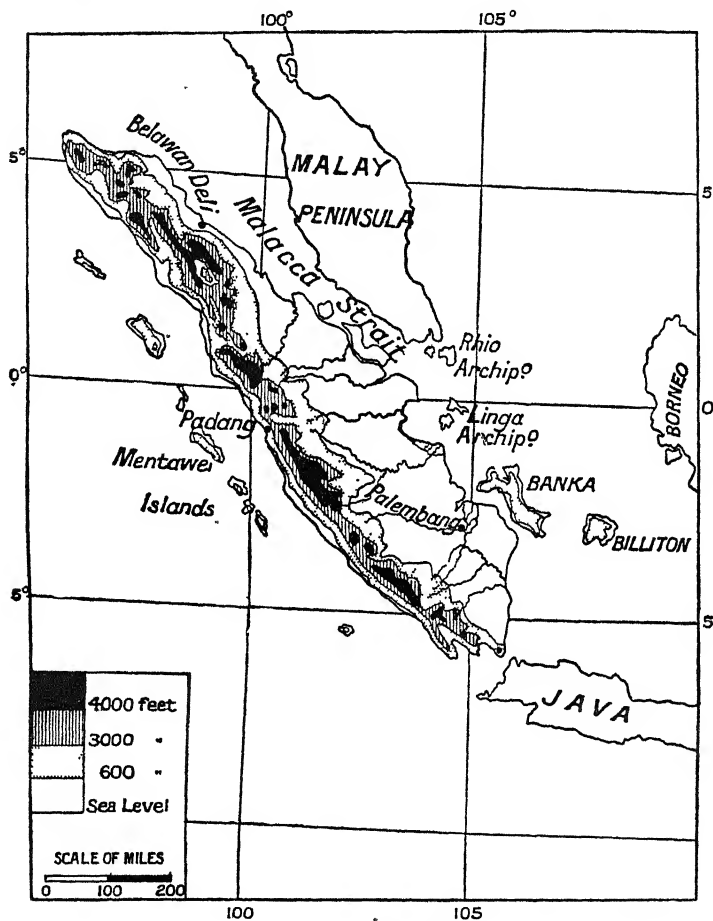 100°
105°
5°
5°
Belawan Deli
MALAY
PENINSULA
Malacca Strait
Rhio
Archip?
0°
0
BORNEO
Linga
Archip?
Padang
Mentawei
Islands
Palembang
BANKA
BILLITON
5°
5
JAVA
4000 feet
3000 "
600 "
Sea Level
SCALE OF MILES
0 100 200
100
105